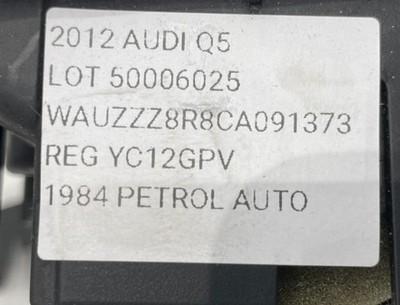 2012 AUDI Q5
LOT 50006025
WAUZZZ8R8CA091373
REG YC12GPV
1984 PETROL AUTO